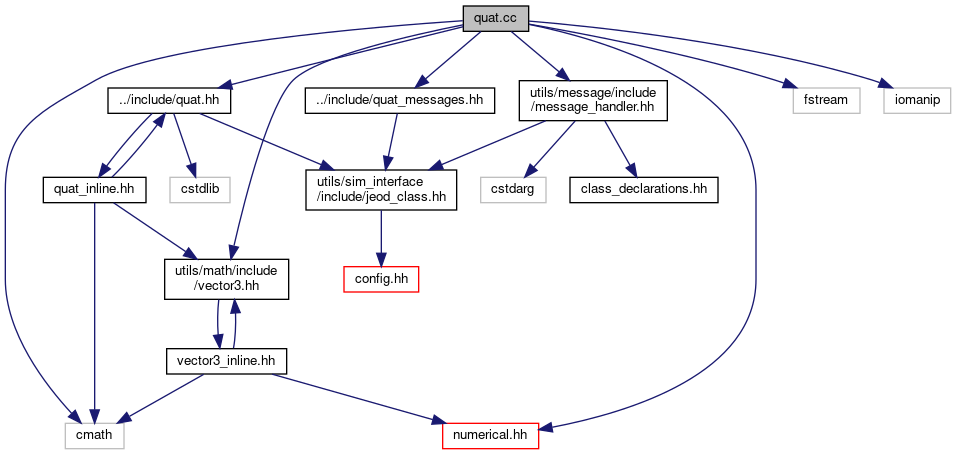 quat.cc
../include/quat.hh
../include/quat_messages.hh
utils/message/include
/message_handler.hh
fstream
iomanip
quat_inline.hh
cstdlib
utils/sim_interface
/include/jeod_class.hh
cstdarg
class_declarations.hh
utils/math/include
/vector3.hh
config.hh
vector3_inline.hh
cmath
numerical.hh